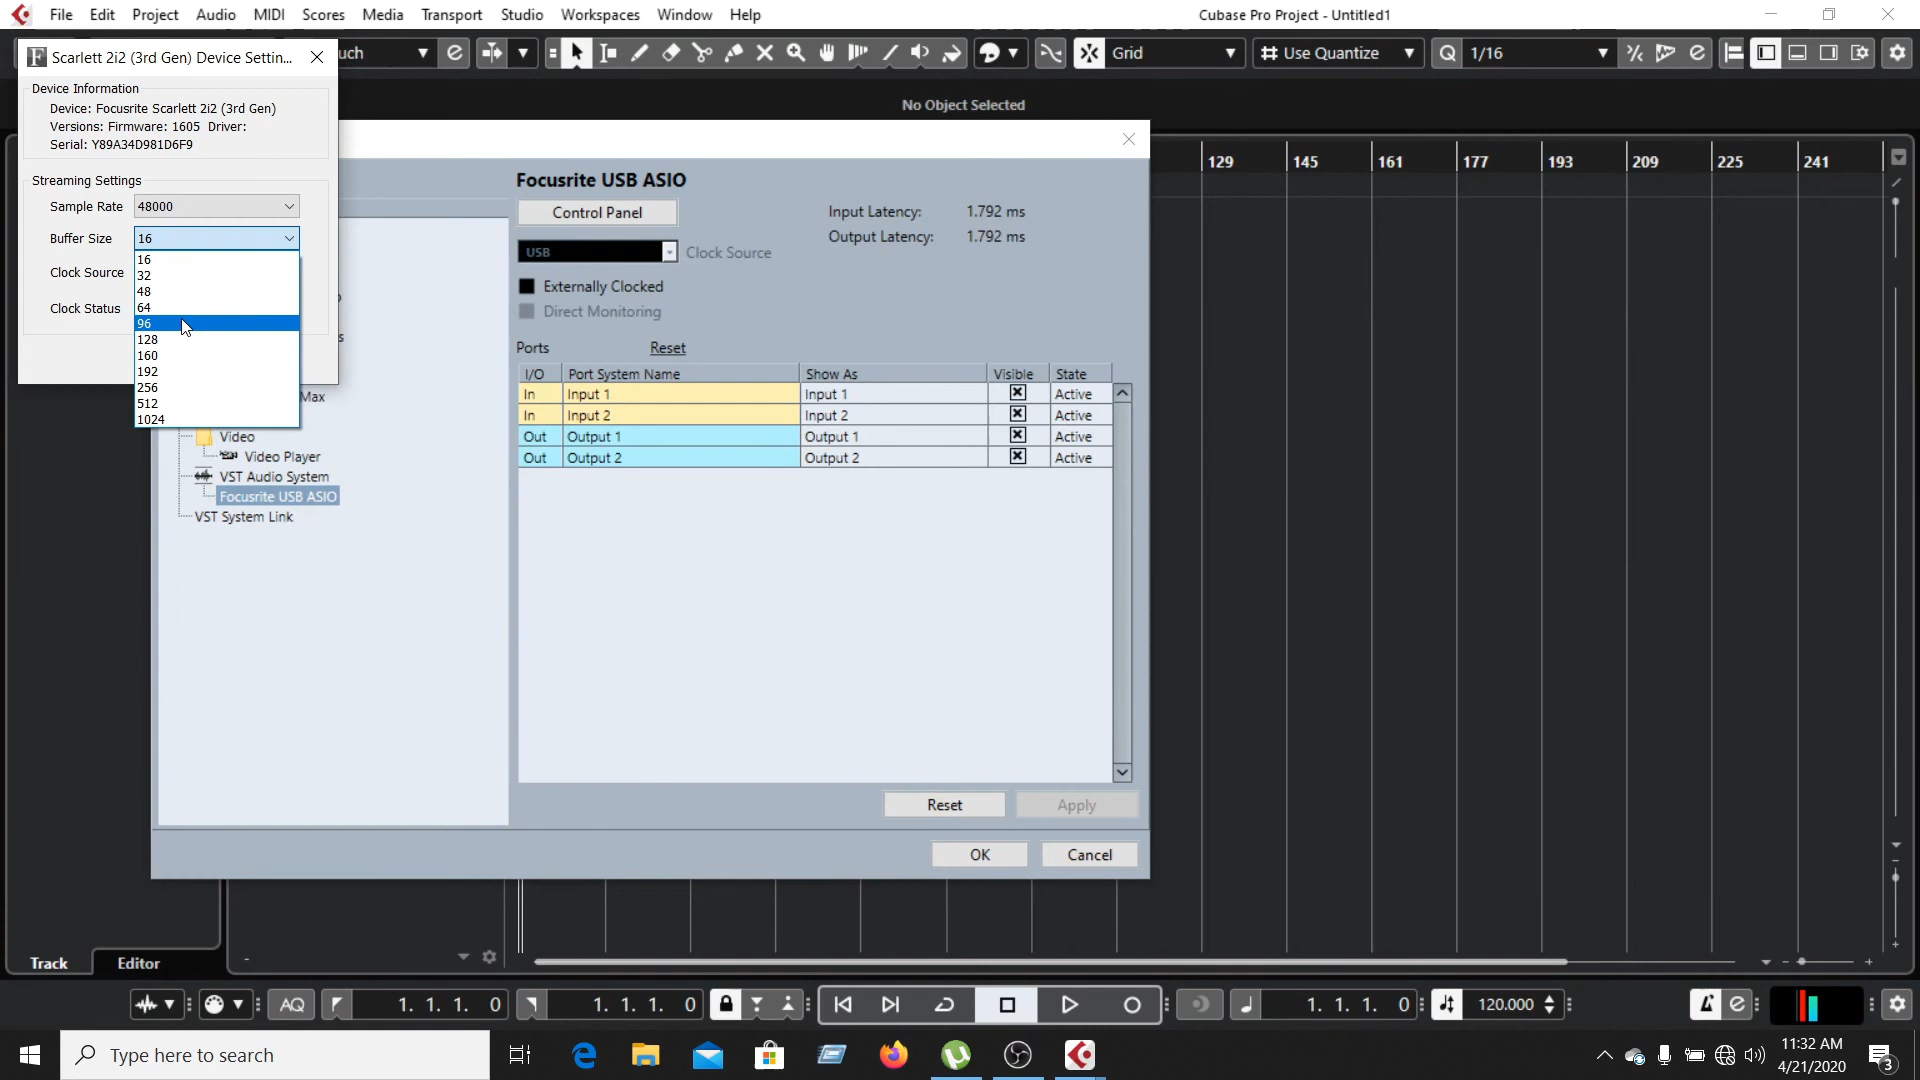 File Edit Project Audio MIDI Scores Media Transport Studio Workspaces Window Help
Cubase Pro Project - Untitled1
Scarlett 2i2 (3rd Gen) Device Settin...
uch
Grid
Use Quantize
1/16
No Object Selected
Device Information
Device: Focusrite Scarlett 2i2 (3rd Gen)
Versions: Firmware: 1605 Driver:
Serial: Y89A34D981D6F9
Streaming Settings
Sample Rate 48000
Buffer Size 16
Clock Source
Clock Status
16
32
48
64
96
128
160
192
256
512
1024
129 145 161 177 193 209 225 241
Max
Video
Video Player
VST Audio System
Focusrite USB ASIO
VST System Link
Focusrite USB ASIO
Control Panel
Input Latency: 1.792 ms
Output Latency: 1.792 ms
USB
Clock Source
Externally Clocked
Direct Monitoring
Ports Reset
I/O Port System Name Show As Visible State
In Input 1 Input 1 Active
In Input 2 Input 2 Active
Out Output 1 Output 1 Active
Out Output 2 Output 2 Active
Reset Apply
OK Cancel
Track Editor
-
AQ
1. 1. 1. 0
1. 1. 1. 0
1. 1. 1. 0
120.000
Type here to search
11:32 AM
4/21/2020
3